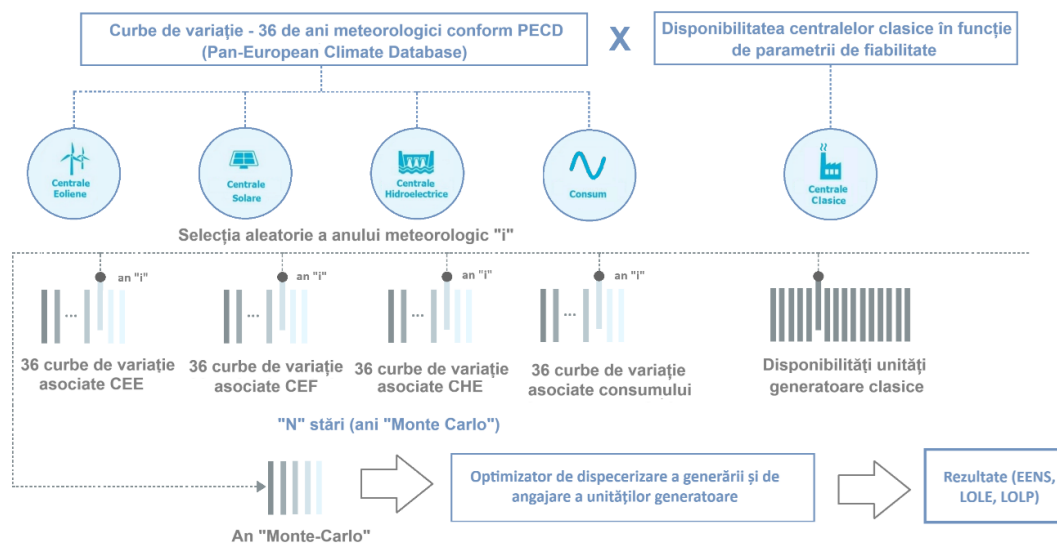 Curbe de variație - 36 de ani meteorologici conform PECD
(Pan-European Climate Database)
X
Disponibilitatea centralelor clasice în funcție
de parametrii de fiabilitate
Centrale
Eoliene
Centrale
Solare
Centrale
Hidroelectrice
Consum
Centrale
Clasice
Selecția aleatorie a anului meteorologic "i"
an "i"
an "i"
an "i"
an "i"
...
...
...
...
36 curbe de variație
asociate CEE
36 curbe de variație
asociate CEF
36 curbe de variație
asociate CHE
36 curbe de variație
asociate consumului
Disponibilități unități
generatoare clasice
"N" stări (ani "Monte Carlo")
Optimizator de dispecerizare a generării și de
angajare a unităților generatoare
Rezultate (EENS,
LOLE, LOLP)
An "Monte-Carlo"